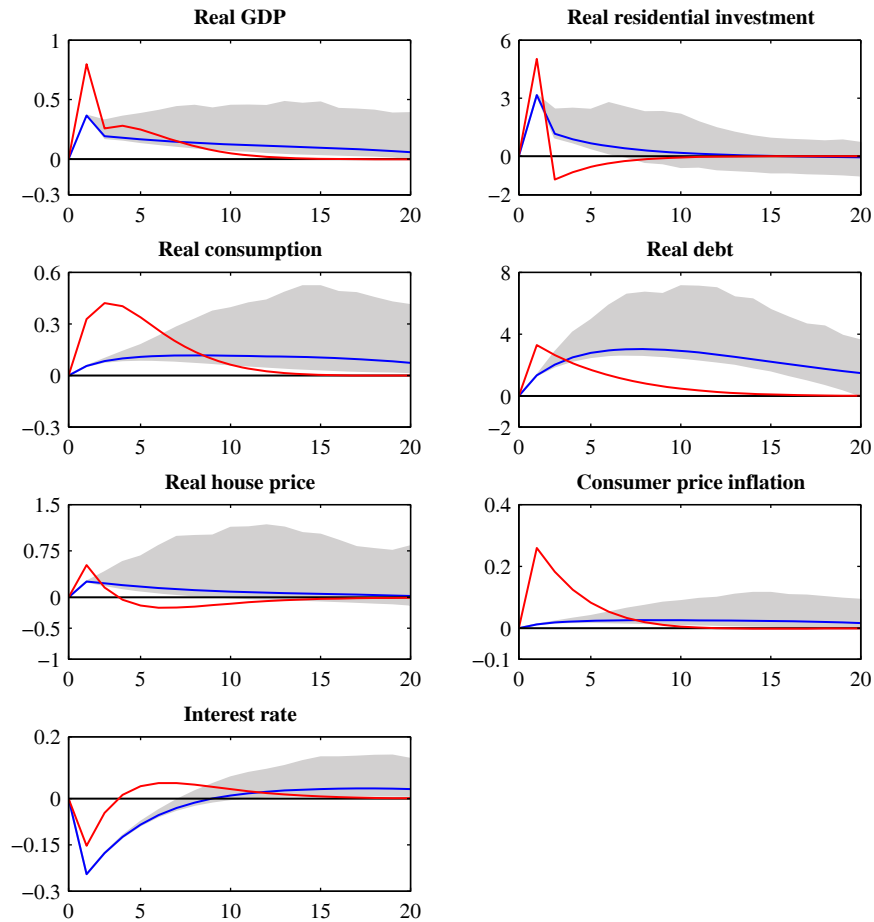 Real GDP
1
0.5
0
−0.3
0 5 10 15 20
Real residential investment
6
3
0
−2
0 5 10 15 20
Real consumption
0.6
0.3
0
−0.3
0 5 10 15 20
Real debt
8
4
0
−2
0 5 10 15 20
Real house price
1.5
0.75
0
−0.5
−1
0 5 10 15 20
Consumer price inflation
0.4
0.2
0
−0.1
0 5 10 15 20
Interest rate
0.2
0
−0.15
−0.3
0 5 10 15 20